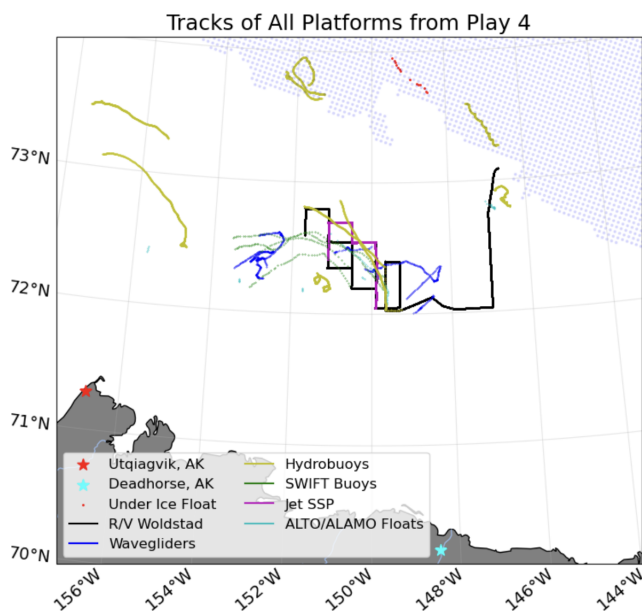 Tracks of All Platforms from Play 4
73°N
72°N
71°N
70°N
Utqiagvik, AK
Deadhorse, AK
Under Ice Float
R/V Woldstad
Wavegliders
Hydrobuoys
SWIFT Buoys
Jet SSP
ALTO/ALAMO Floats
156°W
154°W
152°W
150°W
148°W
146°W
144°W